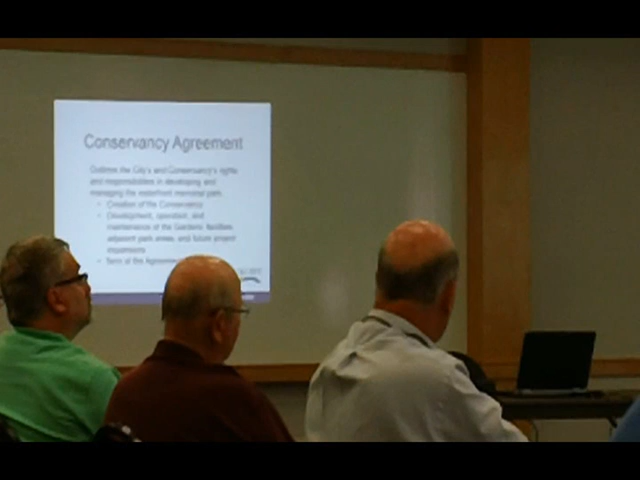 Conservancy Agreement
Outlines the City's and Conservancy's rights
and responsibilities in developing and
managing the waterfront memorial park
• Creation of the Conservancy
• Development, operation, and
maintenance of the Gardens' facilities,
adjacent park areas, and future project
expansions
• Term of the Agreement